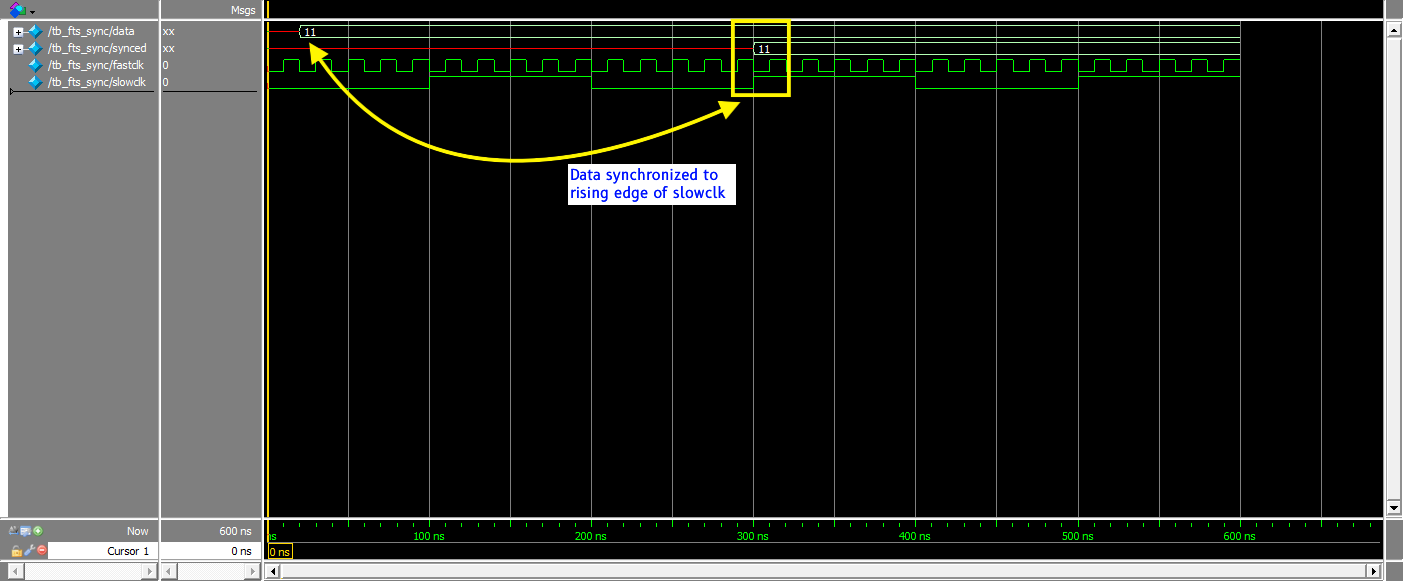 Msgs
/tb_fts_sync/data xx 11
/tb_fts_sync/synced xx 11
/tb_fts_sync/fastclk 0
/tb_fts_sync/slowclk 0
Data synchronized to
rising edge of slowclk
Now 600 ns
ns 100 ns 200 ns 300 ns 400 ns 500 ns 600 ns
Cursor 1 0 ns 0 ns